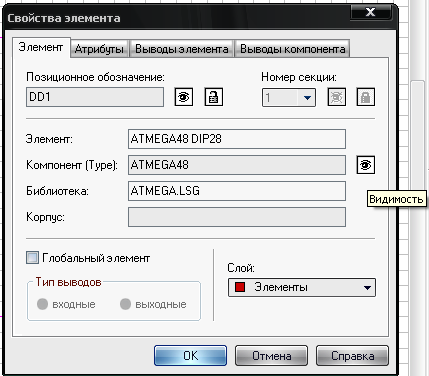 Свойства элемента
Элемент Атрибуты Выводы элемента Выводы компонента
Позиционное обозначение: Номер секции:
DD1 1
Элемент: ATMEGA48 DIP28
Компонент (Type): ATMEGA48
Библиотека: ATMEGA.LSG
Видимость
Корпус:
Глобальный элемент
Слой:
Тип выводов
Элементы
входные выходные
OK Отмена Справка